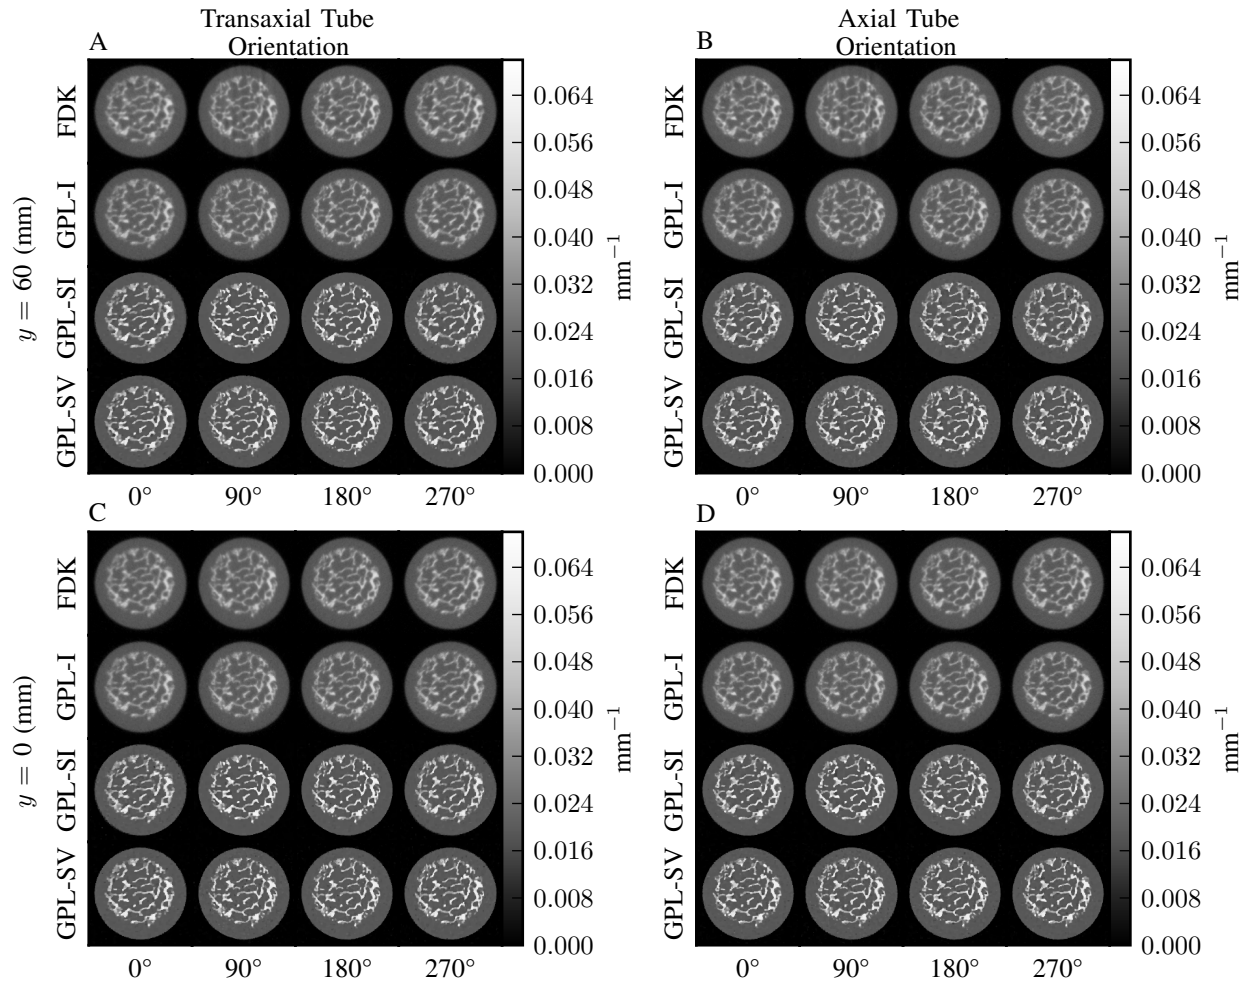 Transaxial Tube
Orientation
Axial Tube
Orientation
A
B
y = 60 (mm)
FDK
GPL-I
GPL-SI
GPL-SV
0.064
0.056
0.048
0.040
0.032
0.024
0.016
0.008
0.000
mm⁻¹
0° 90° 180° 270°
FDK
GPL-I
GPL-SI
GPL-SV
0.064
0.056
0.048
0.040
0.032
0.024
0.016
0.008
0.000
mm⁻¹
0° 90° 180° 270°
C
D
y = 0 (mm)
FDK
GPL-I
GPL-SI
GPL-SV
0.064
0.056
0.048
0.040
0.032
0.024
0.016
0.008
0.000
mm⁻¹
0° 90° 180° 270°
FDK
GPL-I
GPL-SI
GPL-SV
0.064
0.056
0.048
0.040
0.032
0.024
0.016
0.008
0.000
mm⁻¹
0° 90° 180° 270°